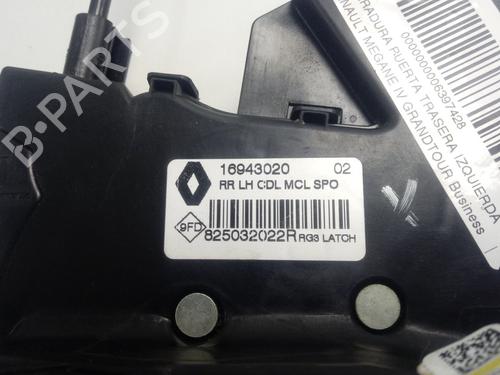 16943020 02
RR LH CDL MCL SPO
9FD
825032022R RG3 LATCH
RADURA PUERTA TRASERA IZQUIERDA
0000000006397428
NAULT MEGANE IV GRANDTOUR Business
B-PARTS